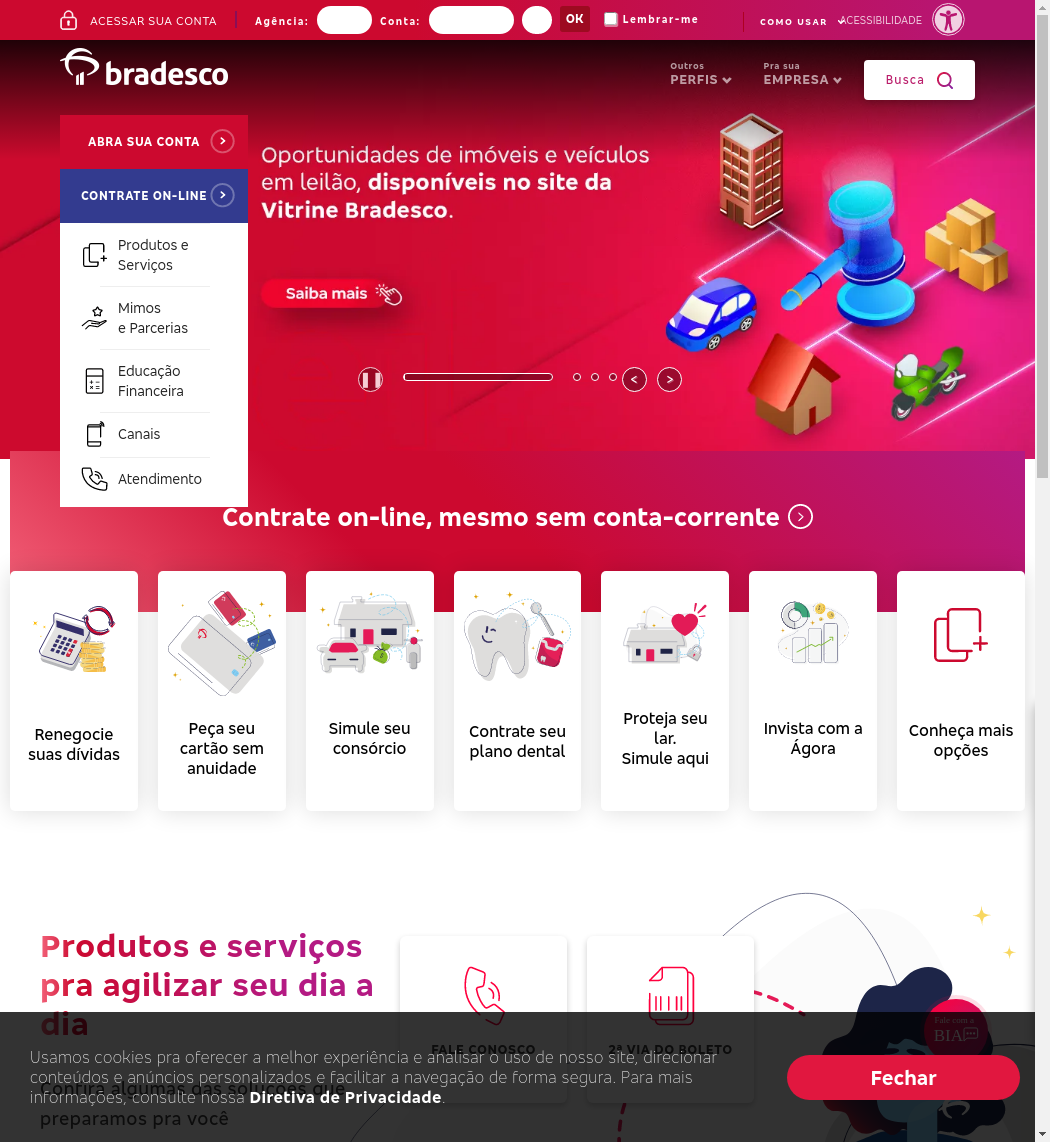 ACESSAR SUA CONTA
Agência:
Conta:
OK
Lembrar-me
COMO USAR
ACESSIBILIDADE
bradesco
Outros
PERFIS
Pra sua
EMPRESA
Busca
ABRA SUA CONTA
CONTRATE ON-LINE
Produtos e
Serviços
Mimos
e Parcerias
Educação
Financeira
Canais
Atendimento
Oportunidades de imóveis e veículos
em leilão, disponíveis no site da
Vitrine Bradesco.
Saiba mais
Contrate on-line, mesmo sem conta-corrente
Renegocie
suas dívidas
Peça seu
cartão sem
anuidade
Simule seu
consórcio
Contrate seu
plano dental
Proteja seu
lar.
Simule aqui
Invista com a
Ágora
Conheça mais
opções
Produtos e serviços
pra agilizar seu dia a
dia
Confira algumas das soluções que
preparamos pra você
FALE CONOSCO
2ª VIA DO BOLETO
Fale com a
BIA
Usamos cookies pra oferecer a melhor experiência e analisar o uso de nosso site, direcionar
conteúdos e anúncios personalizados e facilitar a navegação de forma segura. Para mais
informações, consulte nossa Diretiva de Privacidade.
Fechar